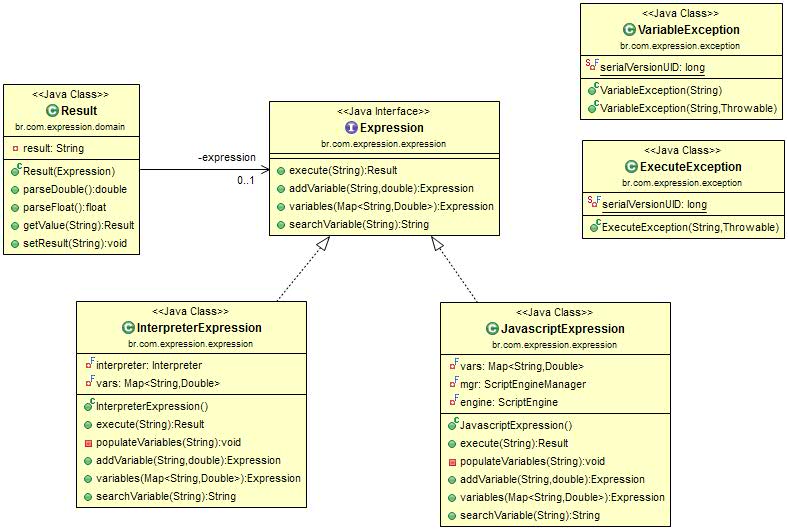 <<Java Class>>
VariableException
br.com.expression.exception
serialVersionUID: long
VariableException(String)
VariableException(String,Throwable)
<<Java Class>>
Result
br.com.expression.domain
result: String
Result(Expression)
parseDouble():double
parseFloat():float
getValue(String):Result
setResult(String):void
-expression
0..1
<<Java Interface>>
Expression
br.com.expression.expression
execute(String):Result
addVariable(String,double):Expression
variables(Map<String,Double>):Expression
searchVariable(String):String
<<Java Class>>
ExecuteException
br.com.expression.exception
serialVersionUID: long
ExecuteException(String,Throwable)
<<Java Class>>
InterpreterExpression
br.com.expression.expression
interpreter: Interpreter
vars: Map<String,Double>
InterpreterExpression()
execute(String):Result
populateVariables(String):void
addVariable(String,double):Expression
variables(Map<String,Double>):Expression
searchVariable(String):String
<<Java Class>>
JavascriptExpression
br.com.expression.expression
vars: Map<String,Double>
mgr: ScriptEngineManager
engine: ScriptEngine
JavascriptExpression()
execute(String):Result
populateVariables(String):void
addVariable(String,double):Expression
variables(Map<String,Double>):Expression
searchVariable(String):String